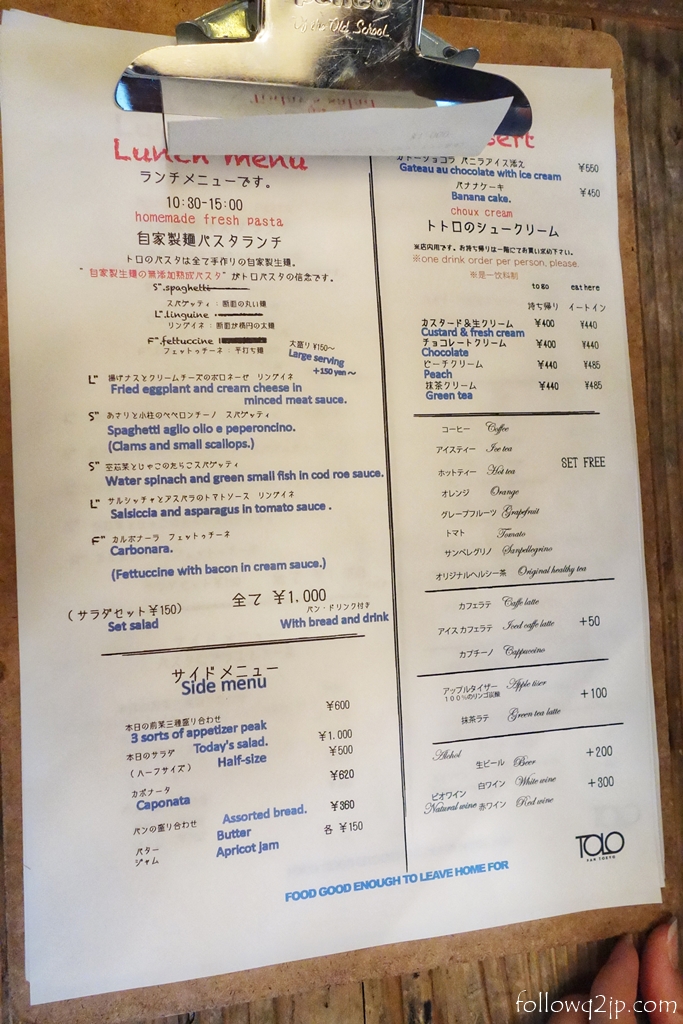 Of the Old School.
Lunch menu
ランチメニューです。
10:30-15:00
homemade fresh pasta
自家製麺パスタランチ
トロのパスタは全て手作りの自家製生麺。
"自家製生麺の無添加熟成パスタ"がトロパスタの信念です。
S".spaghetti
スパゲッティ：断面の丸い麺
L".linguine
リングイネ：断面が楕円の太麺
F".fettuccine
フェットゥチーネ：平打ち麺
大盛り ¥150~
Large serving
+150 yen ~
L" 揚げナスとクリームチーズのボロネーゼ リングイネ
Fried eggplant and cream cheese in
minced meat sauce.
S" あさりと小柱のペペロンチーノ スパゲッティ
Spaghetti aglio olio e peperoncino.
(Clams and small scallops.)
S" 空芯菜とじゃこのたらこスパゲッティ
Water spinach and green small fish in cod roe sauce.
L" サルシッチャとアスパラのトマトソース リングイネ
Salsiccia and asparagus in tomato sauce .
F" カルボナーラ フェットゥチーネ
Carbonara.
(Fettuccine with bacon in cream sauce.)
全て ¥1,000
(サラダセット¥150) パン・ドリンク付き
Set salad With bread and drink
サイドメニュー
Side menu
本日の前菜三種盛り合わせ ¥600
3 sorts of appetizer peak
本日のサラダ Today's salad. ¥1.000
(ハーフサイズ) Half-size ¥500
カポナータ ¥620
Caponata
パンの盛り合わせ Assorted bread. ¥360
バター Butter 各 ¥150
ジャム Apricot jam
sert
ガトーショコラ バニラアイス添え ¥550
Gateau au chocolate with ice cream
バナナケーキ ¥450
Banana cake.
choux cream
トトロのシュークリーム
※店内用です。お持ち帰りは一階にてお買い求め下さい。
※one drink order per person, please.
※是一饮料制
to go eat here
持ち帰り イートイン
カスタード&生クリーム ¥400 ¥440
Custard & fresh cream
チョコレートクリーム ¥400 ¥440
Chocolate
ピーチクリーム ¥440 ¥485
Peach
抹茶クリーム ¥440 ¥485
Green tea
コーヒー Coffee
アイスティー Ice tea
ホットティー Hot tea SET FREE
オレンジ Orange
グレープフルーツ Grapefruit
トマト Tomato
サンペレグリノ Sanpellegrino
オリジナルヘルシー茶 Original healthy tea
カフェラテ Caffe latte
アイス カフェラテ Iced caffe latte +50
カプチーノ Cappuccino
アップルタイザー Apple tiser +100
100%のリンゴ炭酸
抹茶ラテ Green tea latte
Alchol
生ビール Beer +200
白ワイン White wine +300
ビオワイン
Natural wine 赤ワイン Red wine
TOLO
PAN TOKYO
FOOD GOOD ENOUGH TO LEAVE HOME FOR
followq2jp.com